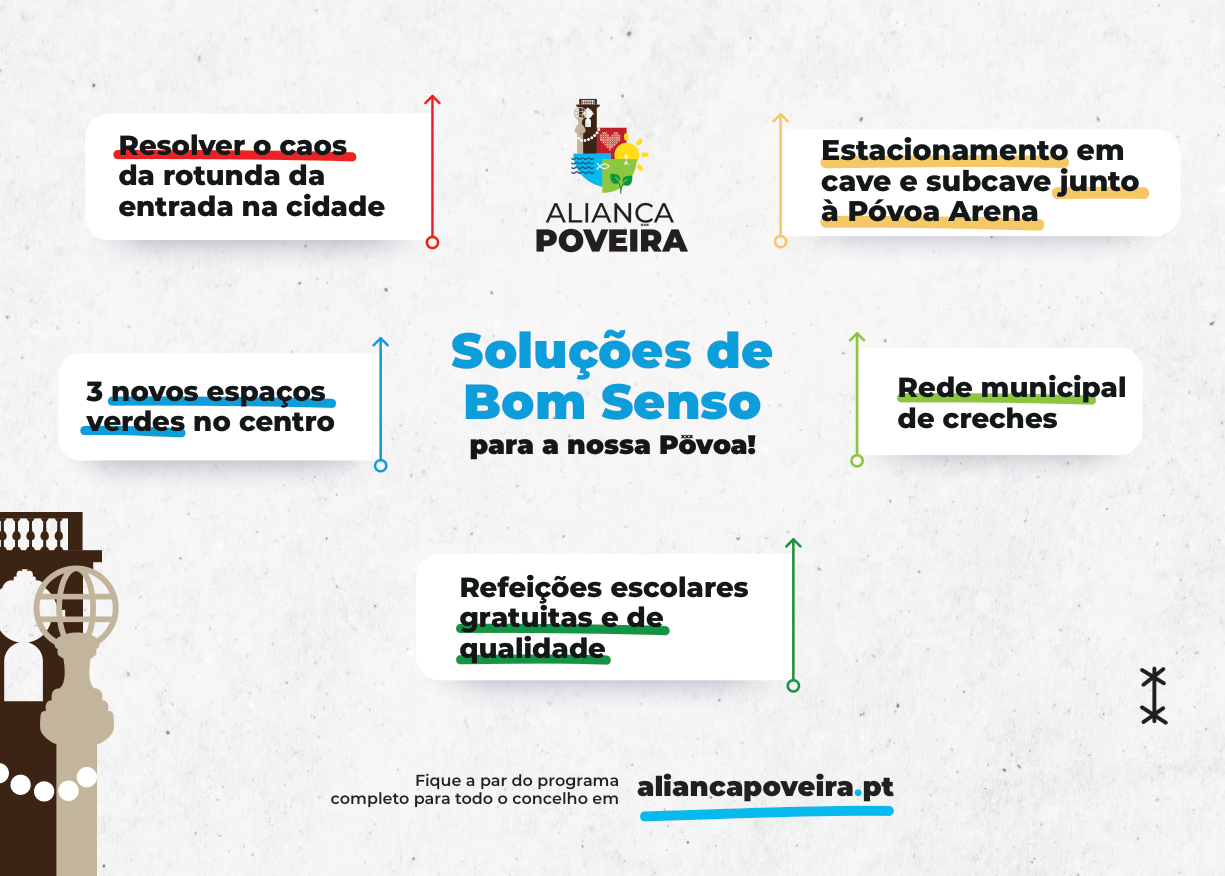 Resolver o caos
da rotunda da
entrada na cidade
ALIANÇA
POVEIRA
Estacionamento em
cave e subcave junto
à Póvoa Arena
3 novos espaços
verdes no centro
Soluções de
Bom Senso
para a nossa Póvoa!
Rede municipal
de creches
Refeições escolares
gratuitas e de
qualidade
Fique a par do programa
completo para todo o concelho em
aliancapoveira.pt